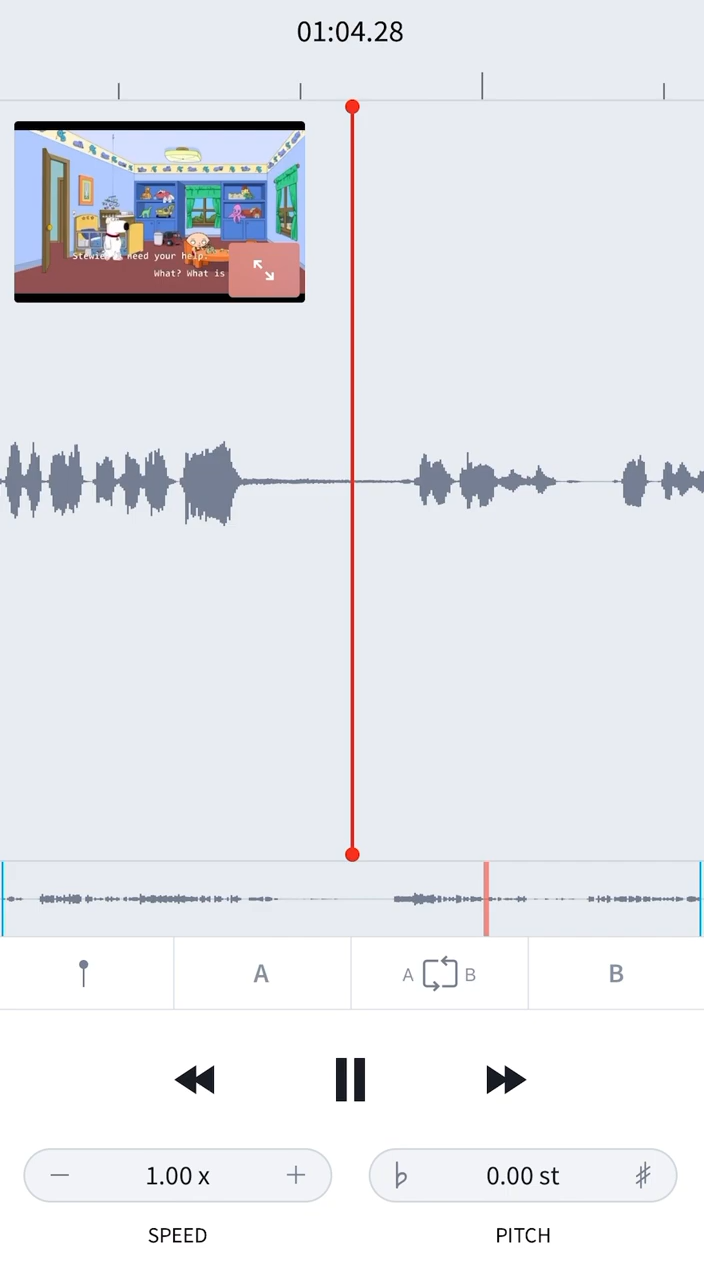 01:04.28
Stewie, I need your help.
What? What is
A
A B
B
1.00 x
0.00 st
SPEED
PITCH